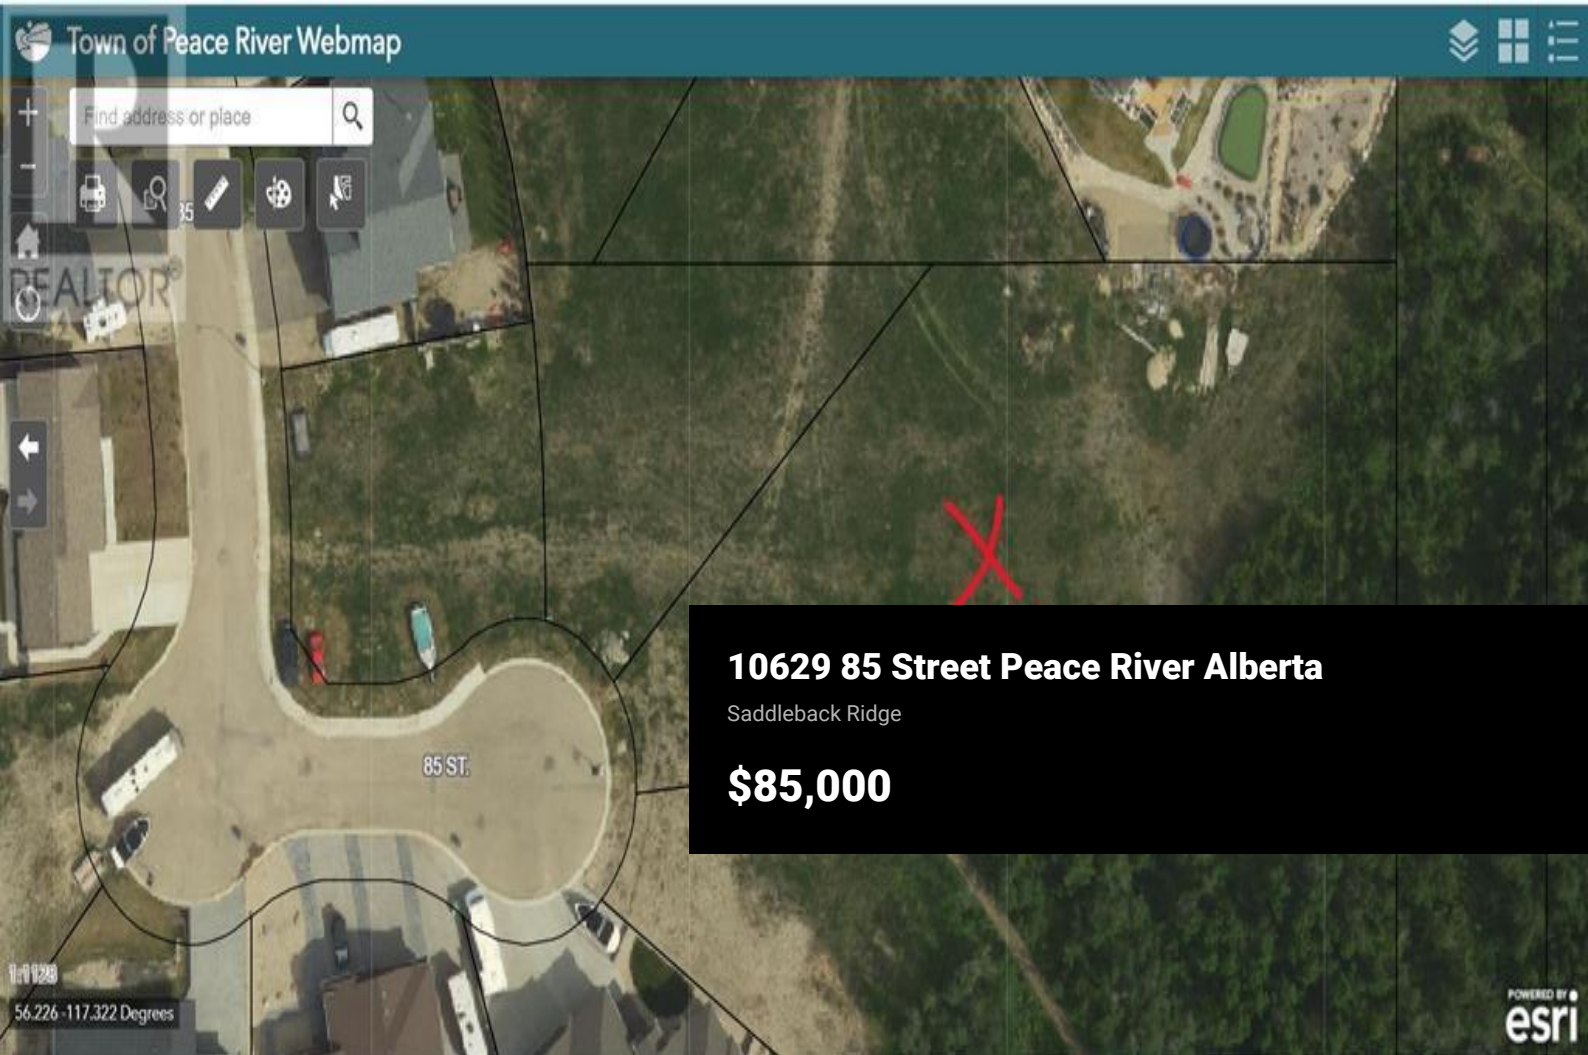 Town of Peace River Webmap
Find address or place
85
REALTOR®
85 ST.
10629 85 Street Peace River Alberta
Saddleback Ridge
$85,000
1:1128
56.226 -117.322 Degrees
POWERED BY
esri